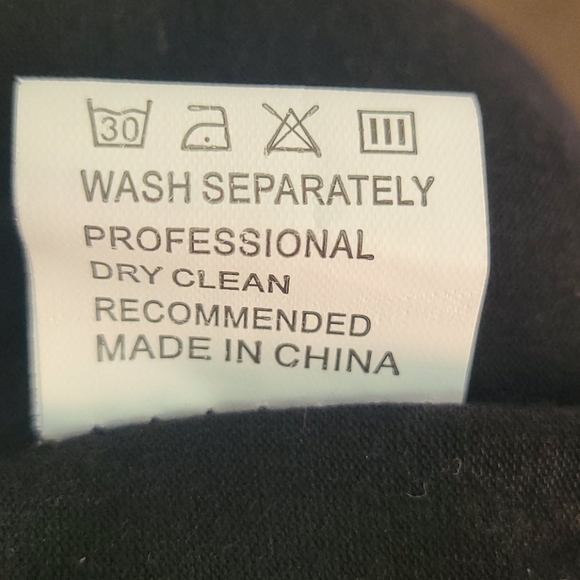 30
WASH SEPARATELY
PROFESSIONAL
DRY CLEAN
RECOMMENDED
MADE IN CHINA